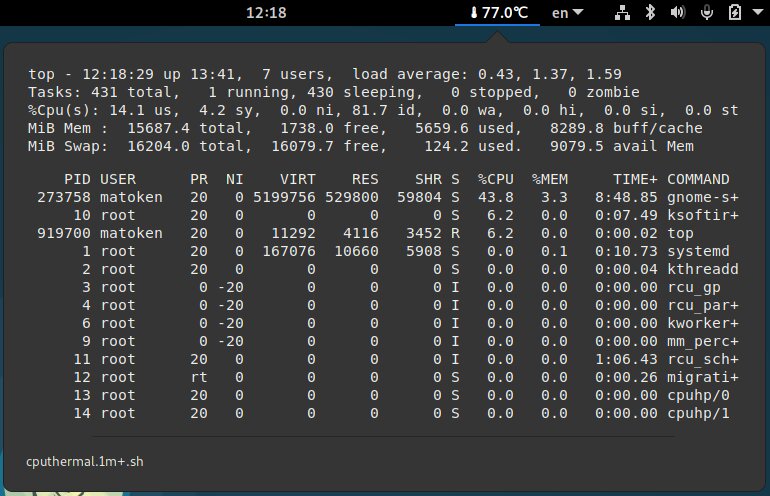 12:18 77.0℃ en
top - 12:18:29 up 13:41,  7 users,  load average: 0.43, 1.37, 1.59
Tasks: 431 total,   1 running, 430 sleeping,   0 stopped,   0 zombie
%Cpu(s): 14.1 us,  4.2 sy,  0.0 ni, 81.7 id,  0.0 wa,  0.0 hi,  0.0 si,  0.0 st
MiB Mem :  15687.4 total,   1738.0 free,   5659.6 used,   8289.8 buff/cache
MiB Swap:  16204.0 total,  16079.7 free,    124.2 used.   9079.5 avail Mem
PID USER      PR  NI    VIRT    RES    SHR S  %CPU  %MEM     TIME+ COMMAND
273758 matoken   20   0 5199756 529800  59804 S  43.8   3.3   8:48.85 gnome-s+
10 root      20   0       0      0      0 S   6.2   0.0   0:07.49 ksoftir+
919700 matoken   20   0   11292   4116   3452 R   6.2   0.0   0:00.02 top
1 root      20   0  167076  10660   5908 S   0.0   0.1   0:10.73 systemd
2 root      20   0       0      0      0 S   0.0   0.0   0:00.04 kthreadd
3 root       0 -20       0      0      0 I   0.0   0.0   0:00.00 rcu_gp
4 root       0 -20       0      0      0 I   0.0   0.0   0:00.00 rcu_par+
6 root       0 -20       0      0      0 I   0.0   0.0   0:00.00 kworker+
9 root       0 -20       0      0      0 I   0.0   0.0   0:00.00 mm_perc+
11 root      20   0       0      0      0 I   0.0   0.0   1:06.43 rcu_sch+
12 root      rt   0       0      0      0 S   0.0   0.0   0:00.26 migrati+
13 root      20   0       0      0      0 S   0.0   0.0   0:00.00 cpuhp/0
14 root      20   0       0      0      0 S   0.0   0.0   0:00.00 cpuhp/1
cputhermal.1m+.sh